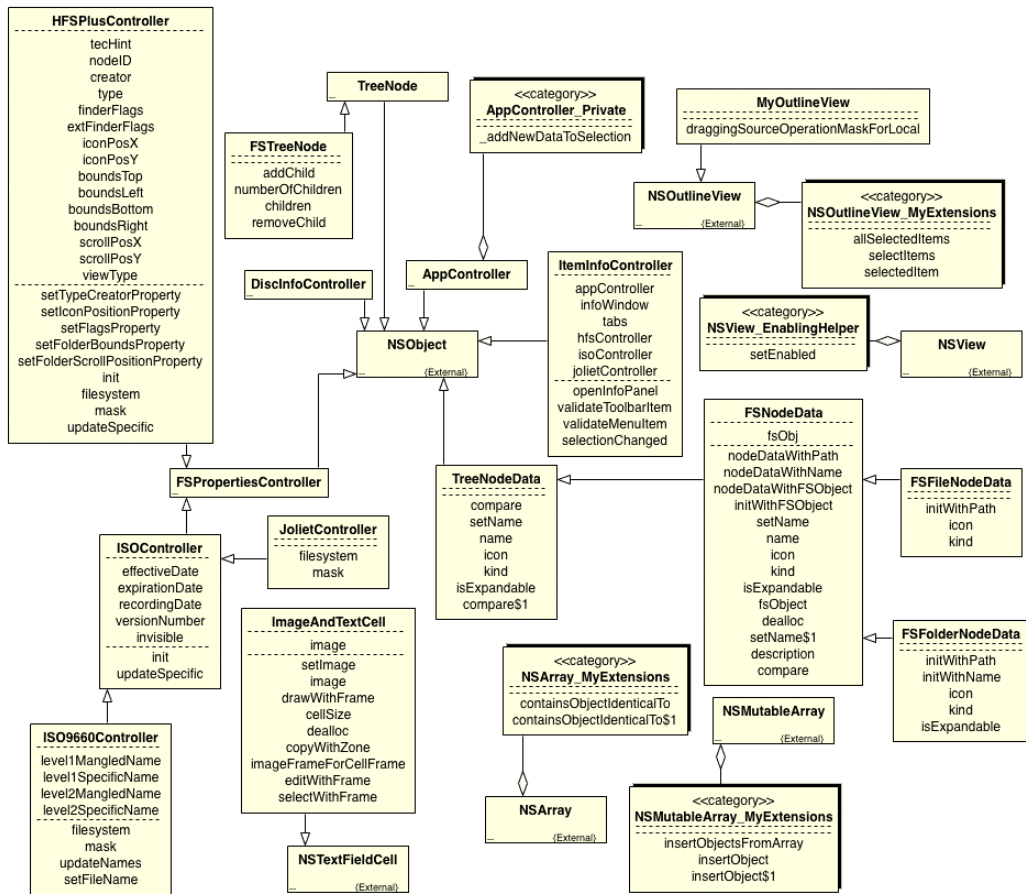 HFSPlusController
tecHint
nodeID
creator
type
finderFlags
extFinderFlags
iconPosX
iconPosY
boundsTop
boundsLeft
boundsBottom
boundsRight
scrollPosX
scrollPosY
viewType
setTypeCreatorProperty
setIconPositionProperty
setFlagsProperty
setFolderBoundsProperty
setFolderScrollPositionProperty
init
filesystem
mask
updateSpecific
TreeNode
...
FSTreeNode
addChild
numberOfChildren
children
removeChild
<<category>>
AppController_Private
_addNewDataToSelection
MyOutlineView
draggingSourceOperationMaskForLocal
NSOutlineView
... {External}
<<category>>
NSOutlineView_MyExtensions
allSelectedItems
selectItems
selectedItem
DiscInfoController
...
AppController
...
ItemInfoController
appController
infoWindow
tabs
hfsController
isoController
jolietController
openInfoPanel
validateToolbarItem
validateMenuItem
selectionChanged
<<category>>
NSView_EnablingHelper
setEnabled
NSView
... {External}
NSObject
... {External}
FSPropertiesController
...
TreeNodeData
compare
setName
name
icon
kind
isExpandable
compare$1
FSNodeData
fsObj
nodeDataWithPath
nodeDataWithName
nodeDataWithFSObject
initWithFSObject
setName
name
icon
kind
isExpandable
fsObject
dealloc
setName$1
description
compare
FSFileNodeData
initWithPath
icon
kind
FSFolderNodeData
initWithPath
initWithName
icon
kind
isExpandable
ISOController
effectiveDate
expirationDate
recordingDate
versionNumber
invisible
init
updateSpecific
JolietController
filesystem
mask
ImageAndTextCell
image
setImage
image
drawWithFrame
cellSize
dealloc
copyWithZone
imageFrameForCellFrame
editWithFrame
selectWithFrame
NSTextFieldCell
... {External}
ISO9660Controller
level1MangledName
level1SpecificName
level2MangledName
level2SpecificName
filesystem
mask
updateNames
setFileName
<<category>>
NSArray_MyExtensions
containsObjectIdenticalTo
containsObjectIdenticalTo$1
NSArray
... {External}
NSMutableArray
... {External}
<<category>>
NSMutableArray_MyExtensions
insertObjectsFromArray
insertObject
insertObject$1